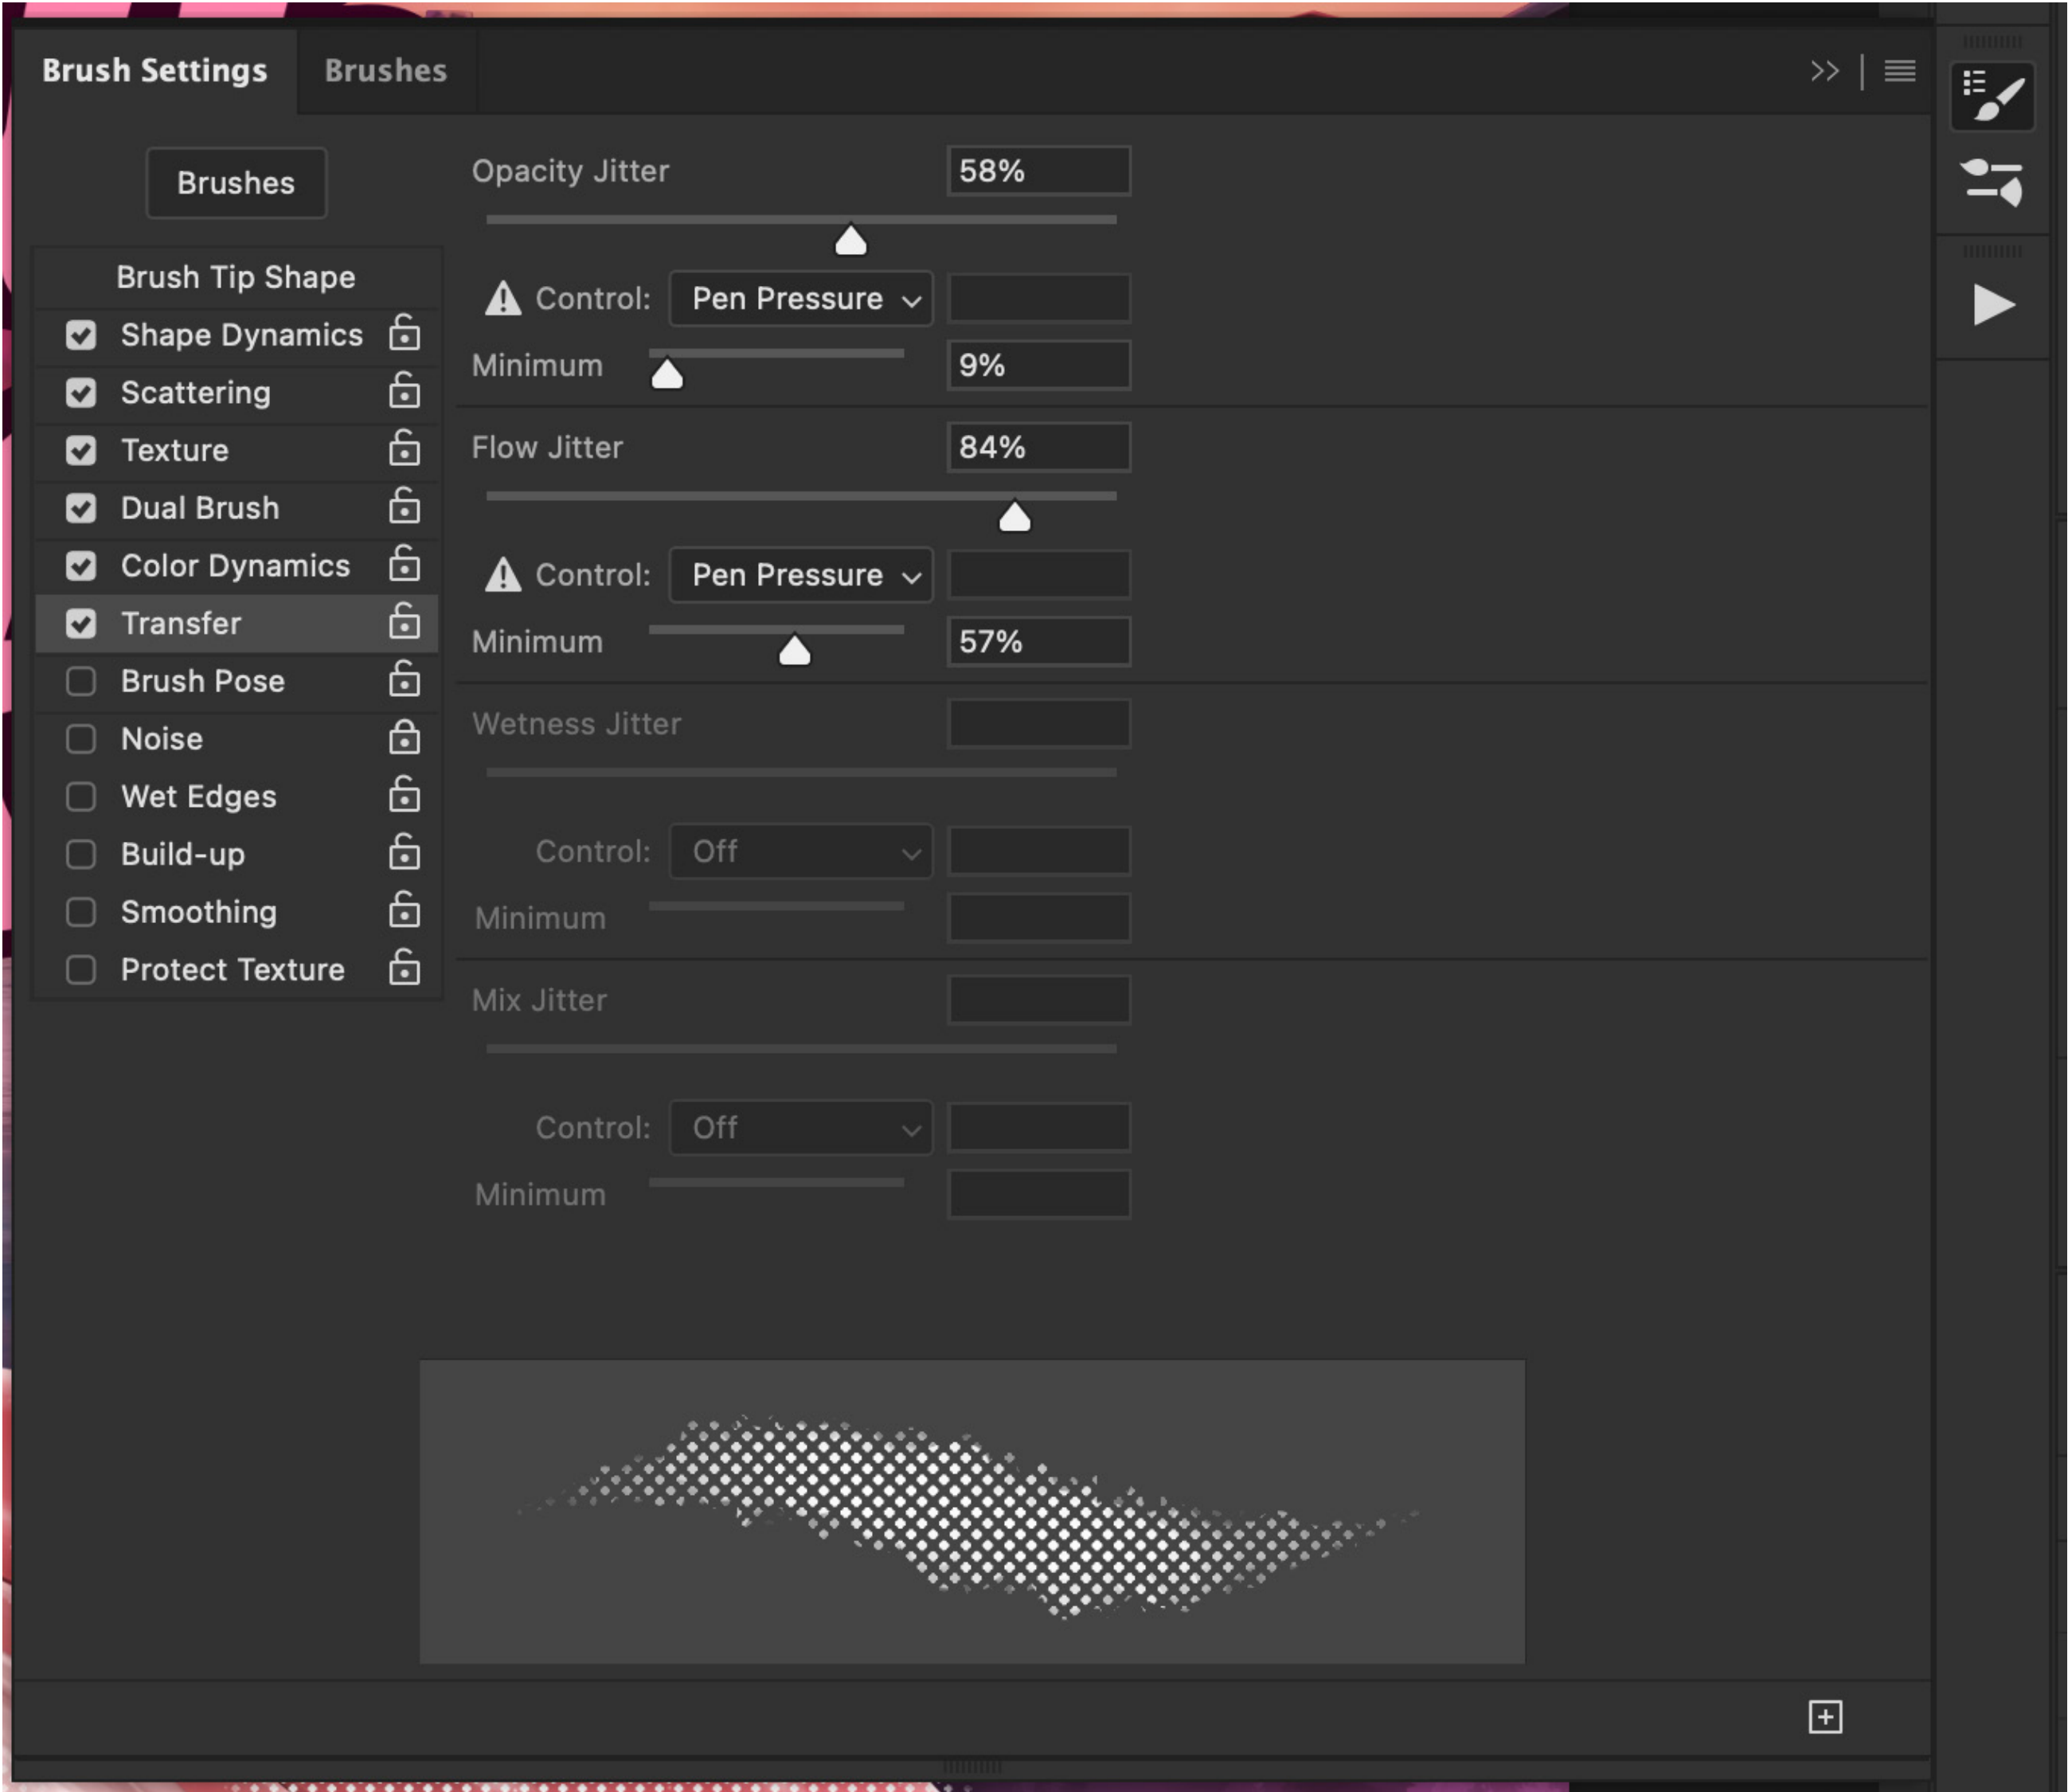 Brush Settings
Brushes
Brushes
Brush Tip Shape
Shape Dynamics
Scattering
Texture
Dual Brush
Color Dynamics
Transfer
Brush Pose
Noise
Wet Edges
Build-up
Smoothing
Protect Texture
Opacity Jitter 58%
Control: Pen Pressure
Minimum 9%
Flow Jitter 84%
Control: Pen Pressure
Minimum 57%
Wetness Jitter
Control: Off
Minimum
Mix Jitter
Control: Off
Minimum